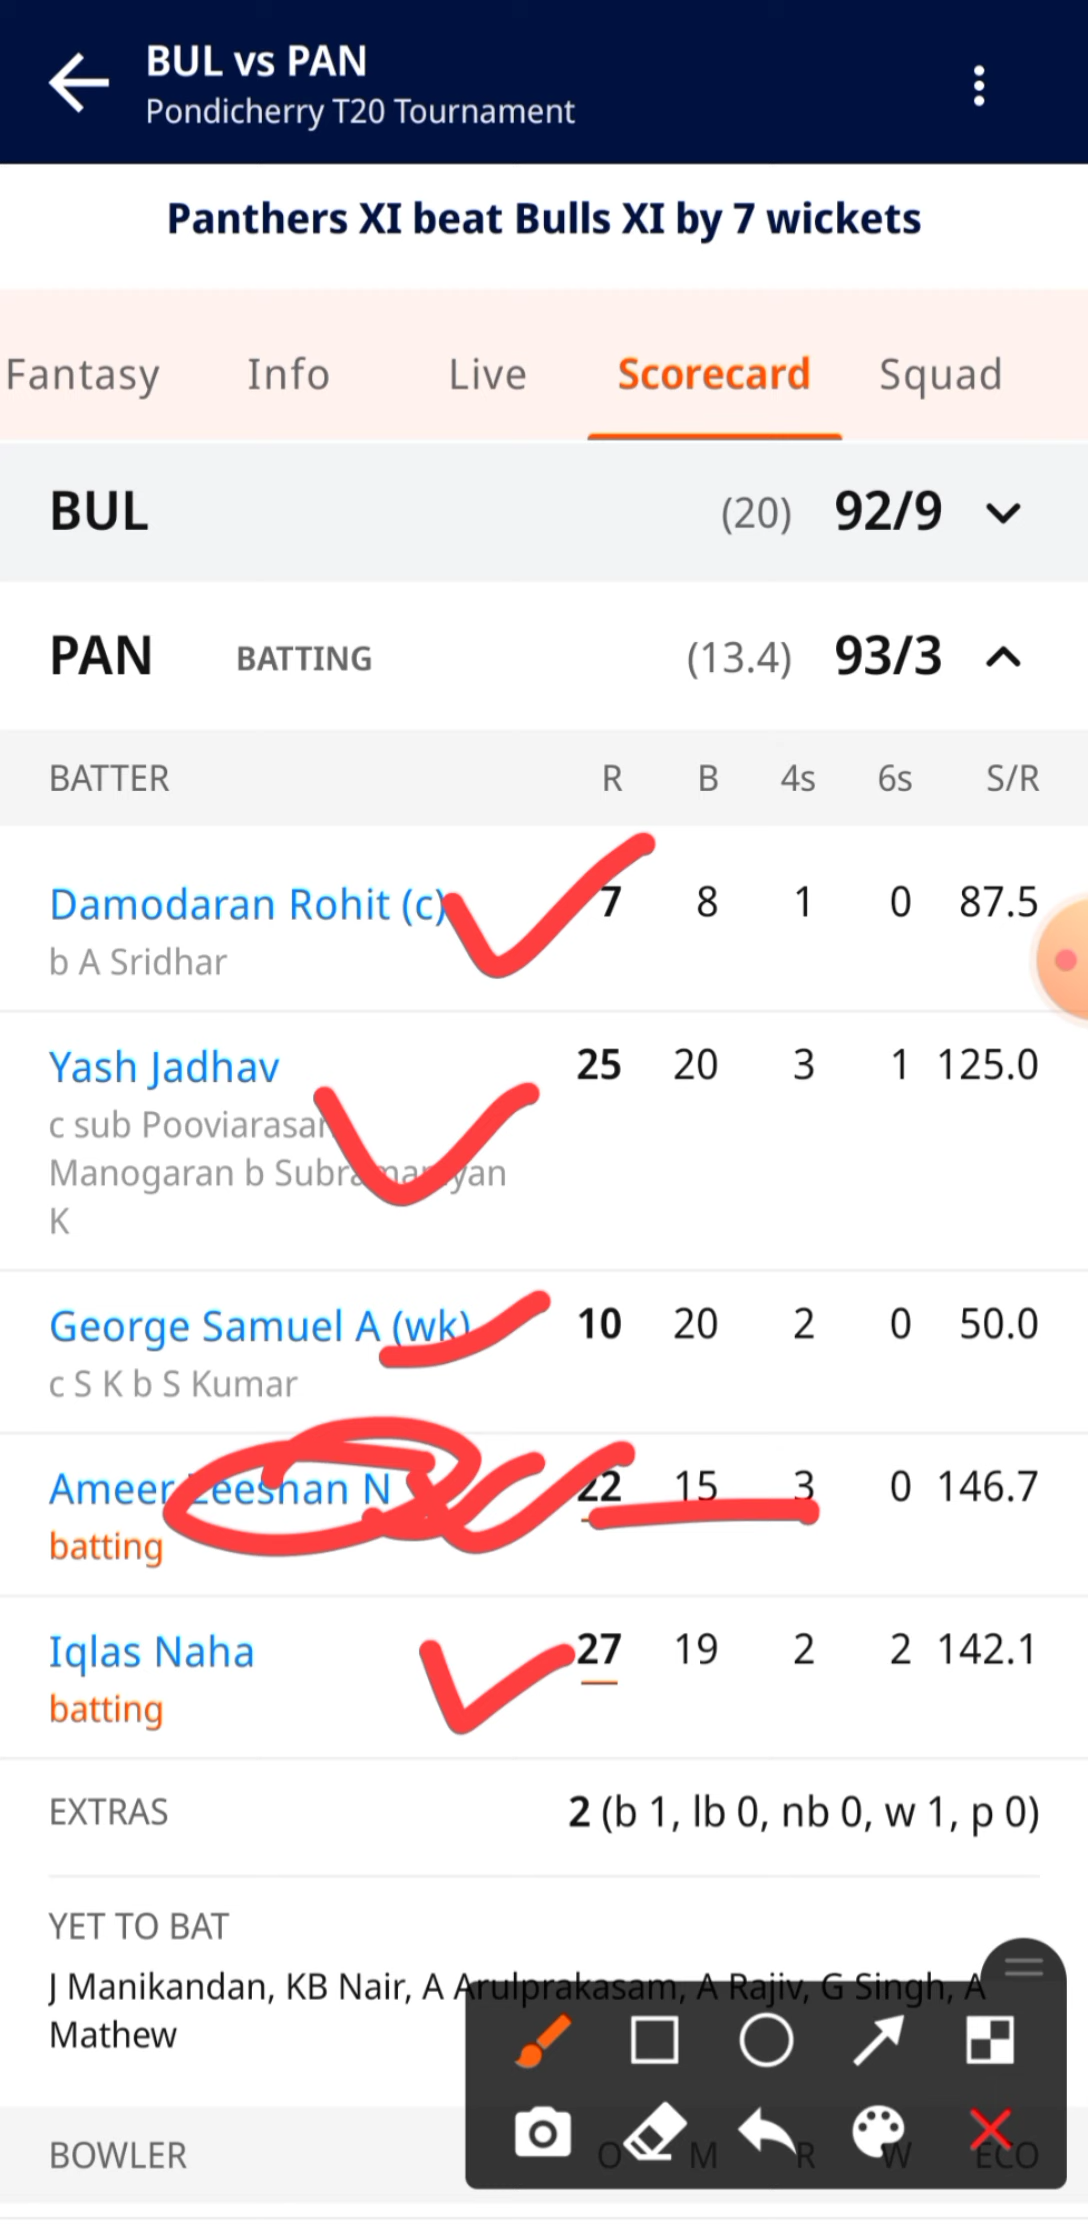 BUL vs PAN
Pondicherry T20 Tournament
Panthers XI beat Bulls XI by 7 wickets
Fantasy Info Live Scorecard Squad
BUL (20) 92/9
PAN BATTING (13.4) 93/3
BATTER R B 4s 6s S/R
Damodaran Rohit (c) 7 8 1 0 87.5
b A Sridhar
Yash Jadhav 25 20 3 1 125.0
c sub Pooviarasan
Manogaran b Subramaniyan
K
George Samuel A (wk) 10 20 2 0 50.0
c S K b S Kumar
Ameer Zeeshan N 22 15 3 0 146.7
batting
Iqlas Naha 27 19 2 2 142.1
batting
EXTRAS 2 (b 1, lb 0, nb 0, w 1, p 0)
YET TO BAT
J Manikandan, KB Nair, A Arulprakasam, A Rajiv, G Singh, A
Mathew
BOWLER O M R W ECO